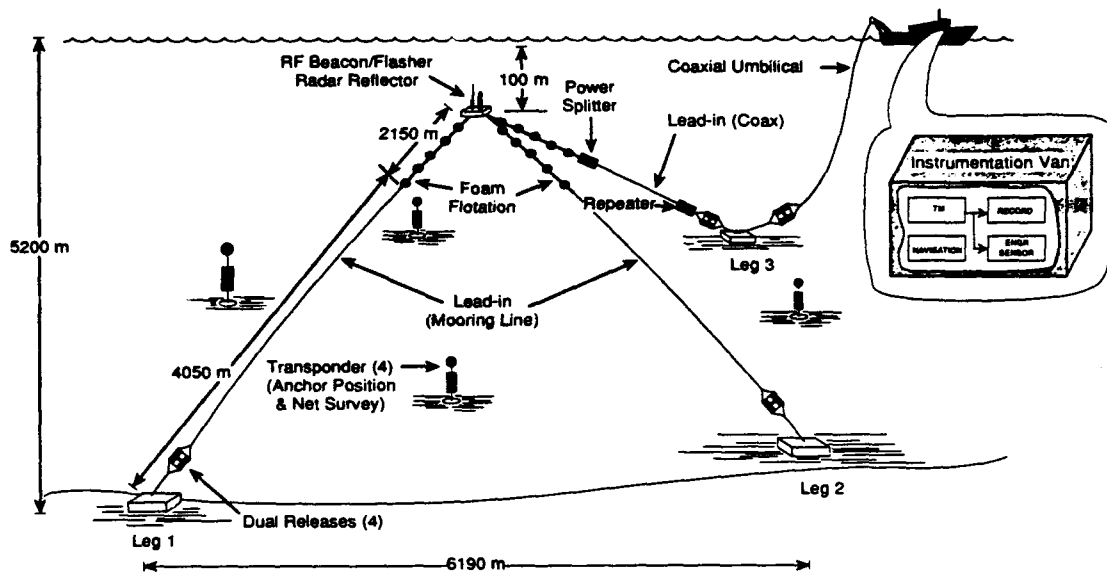 RF Beacon/Flasher
Radar Reflector
100 m
Coaxial Umbilical
Power
Splitter
Lead-in (Coax)
2150 m
Instrumentation Van
Foam
Flotation
Repeater
TM
RECORD
NAVIGATION
ENGR
SENSOR
5200 m
Leg 3
Lead-in
(Mooring Line)
4050 m
Transponder (4)
(Anchor Position
& Net Survey)
Leg 2
Dual Releases (4)
Leg 1
6190 m